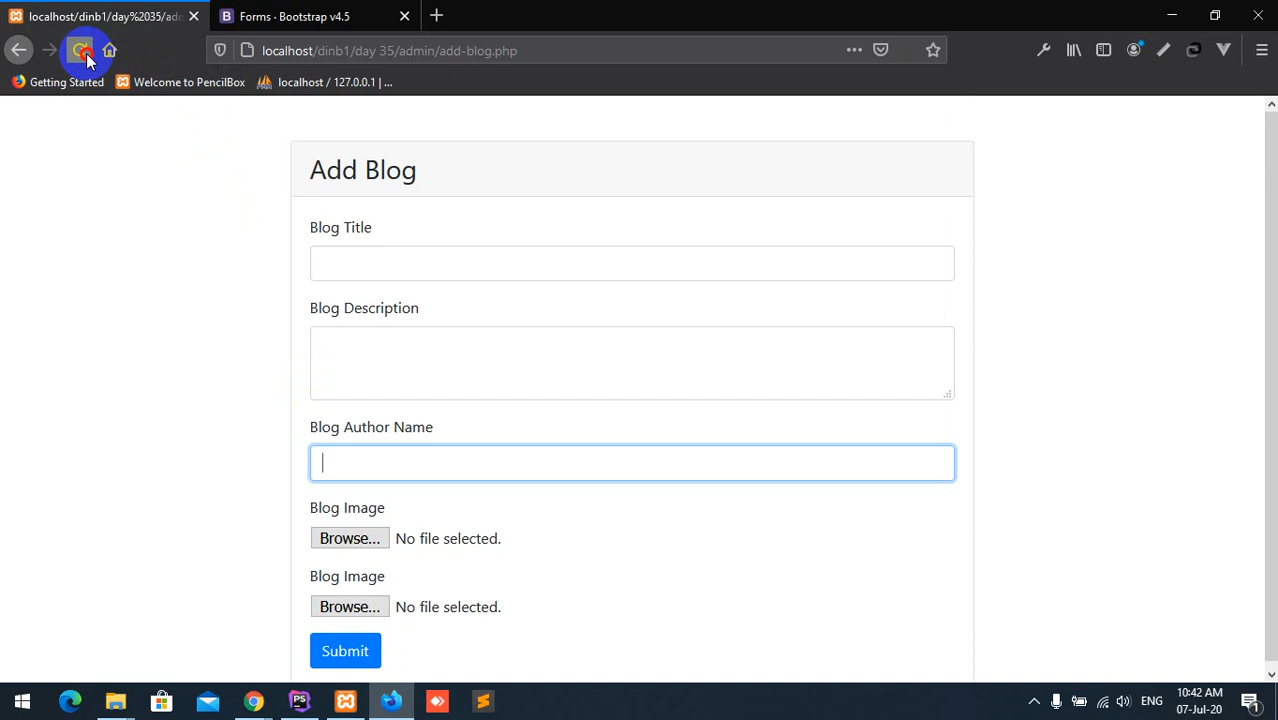 localhost/dinb1/day%2035/adm
Forms - Bootstrap v4.5
localhost/dinb1/day 35/admin/add-blog.php
Getting Started
Welcome to PencilBox
localhost / 127.0.0.1 | ...
Add Blog
Blog Title
Blog Description
Blog Author Name
Blog Image
Browse... No file selected.
Blog Image
Browse... No file selected.
Submit
ENG
10:42 AM
07-Jul-20